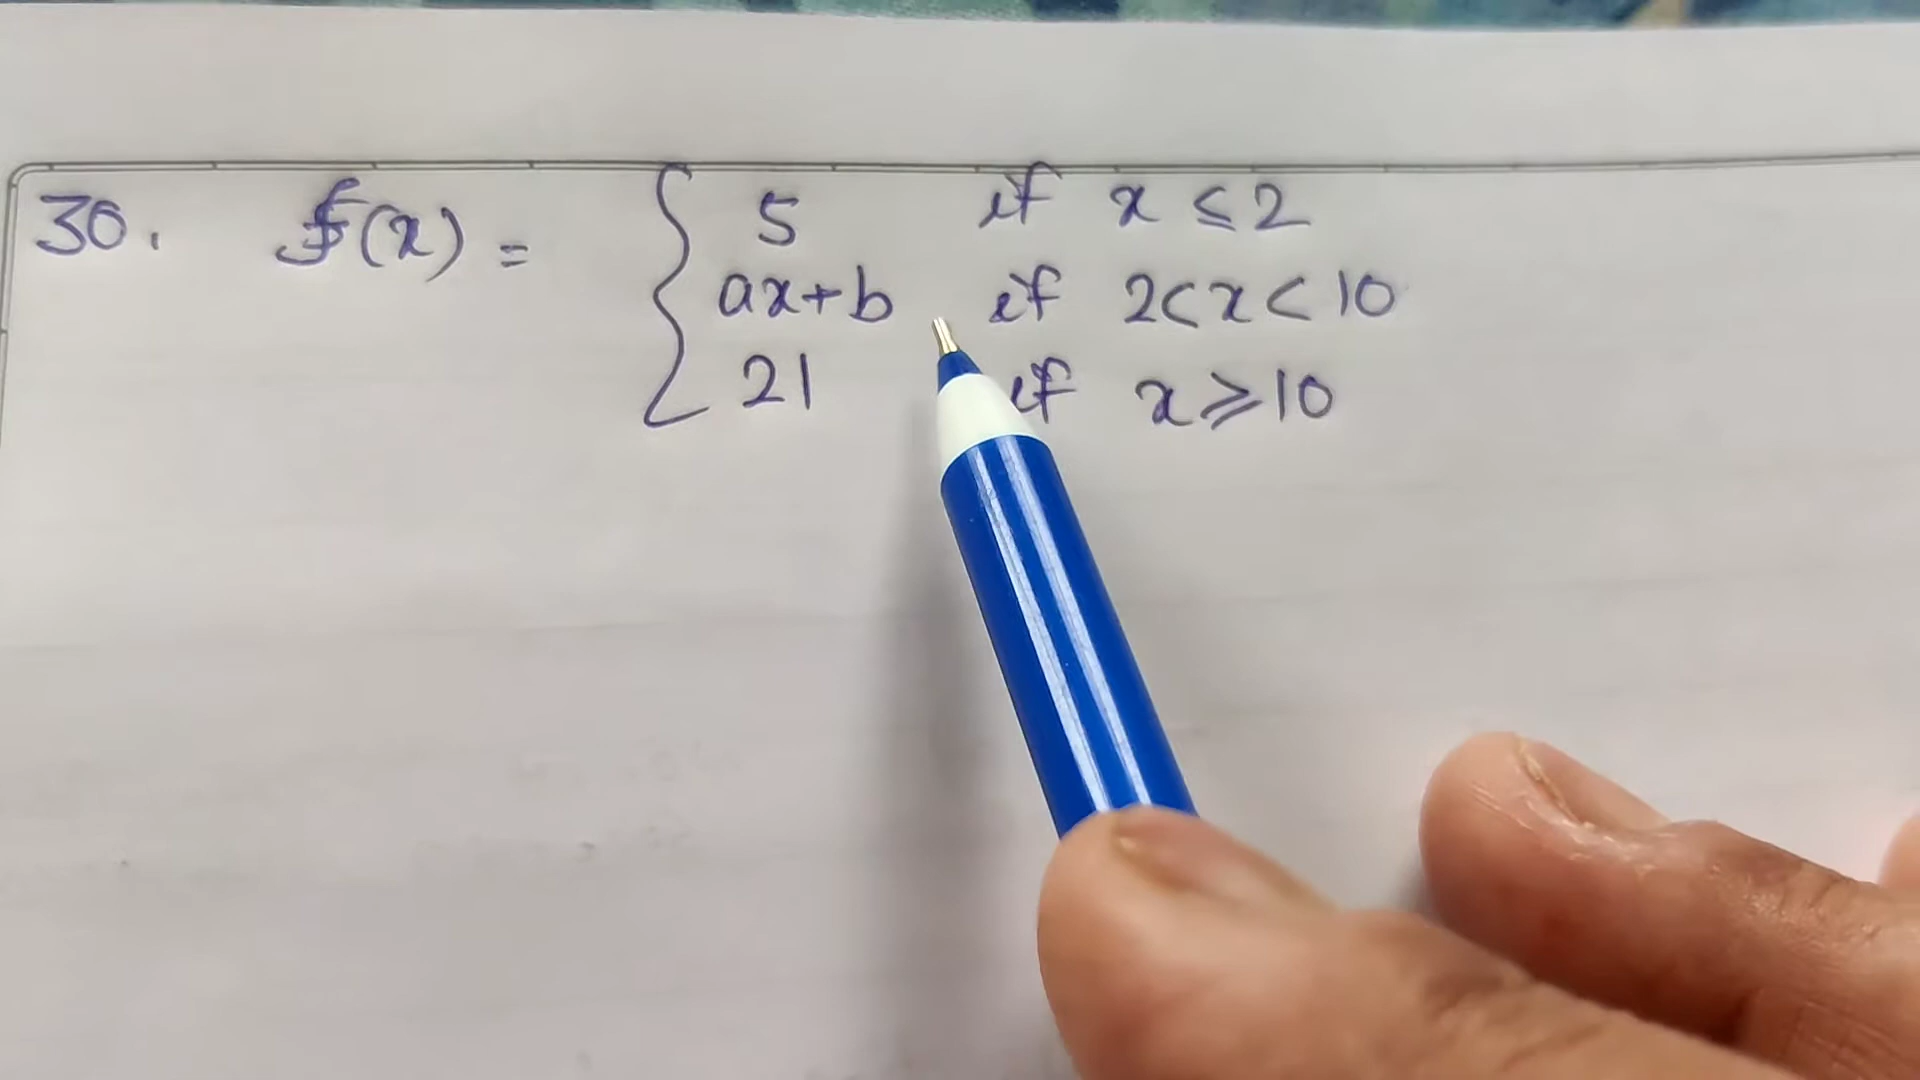 30. f(x) = { 5 if x ≤ 2
ax+b if 2<x<10
21 if x ⩾ 10